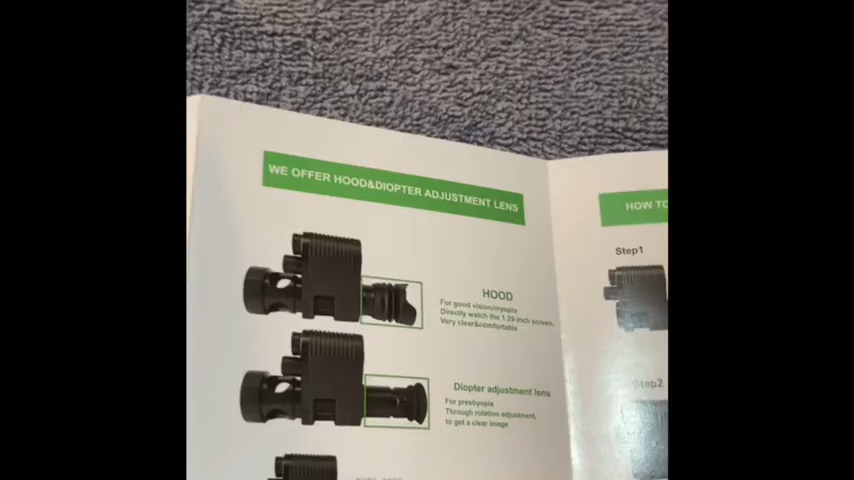 WE OFFER HOOD&DIOPTER ADJUSTMENT LENS
HOOD
For good vision/myopia
Directly watch the 1.29-inch screen.
Very clear&comfortable
Diopter adjustment lens
For presbyopia
Through rotation adjustment,
to get a clear image
HOW TO
Step1
Step2